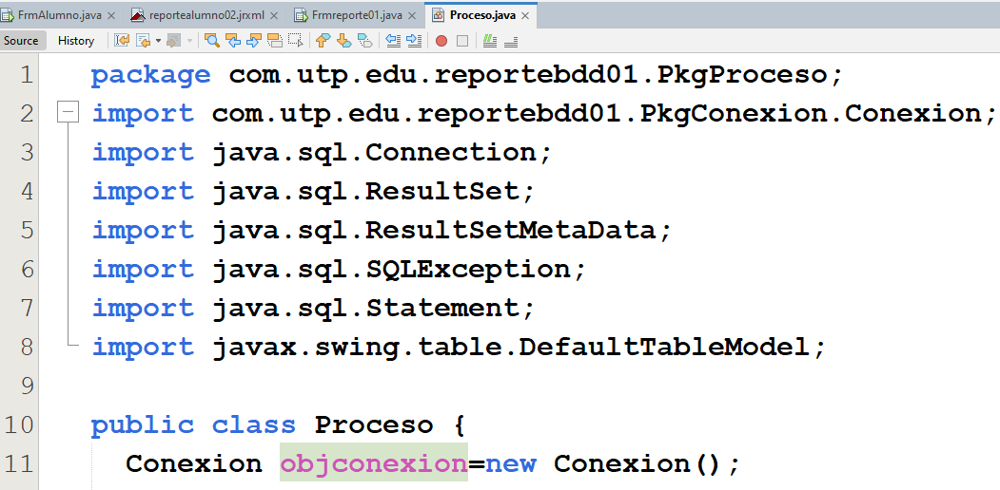 FrmAlumno.java reportealumno02.jrxml Frmreporte01.java Proceso.java
Source History
1 package com.utp.edu.reportebdd01.PkgProceso;
2 import com.utp.edu.reportebdd01.PkgConexion.Conexion;
3 import java.sql.Connection;
4 import java.sql.ResultSet;
5 import java.sql.ResultSetMetaData;
6 import java.sql.SQLException;
7 import java.sql.Statement;
8 import javax.swing.table.DefaultTableModel;
9
10 public class Proceso {
11 Conexion objconexion=new Conexion();